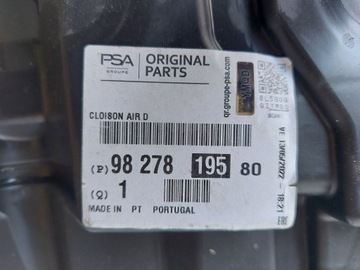 PSA
GROUPE
ORIGINAL
PARTS
CLOISON AIR D
(P) 98 278 195 80
(Q) 1
MADE IN PT PORTUGAL
qr.groupe-psa.com